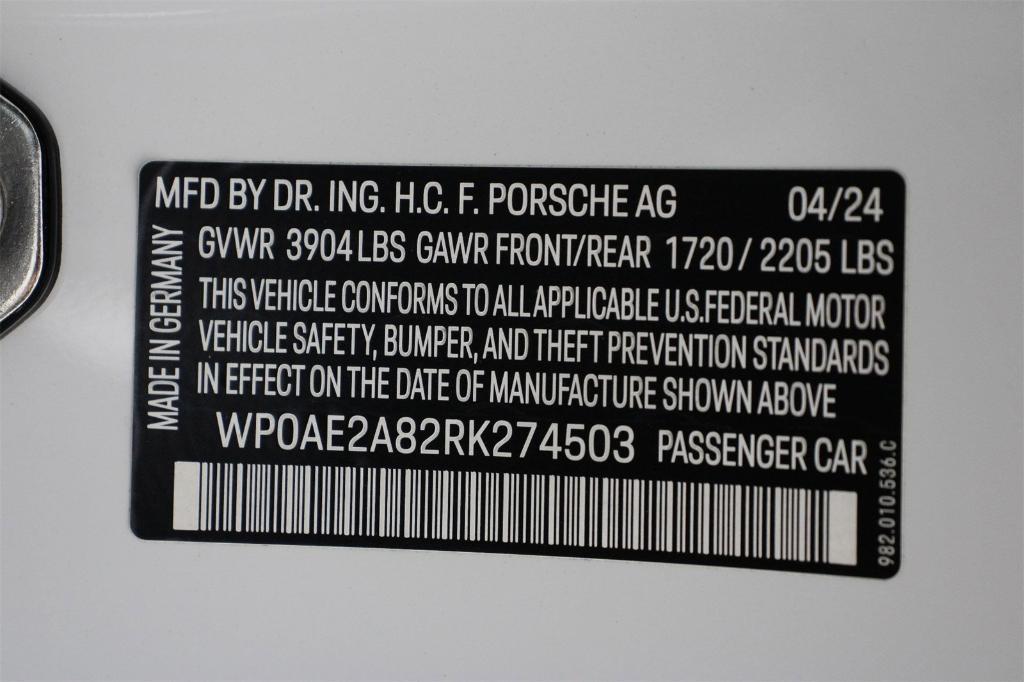 MFD BY DR. ING. H.C. F. PORSCHE AG 04/24
GVWR 3904 LBS GAWR FRONT/REAR 1720 / 2205 LBS
THIS VEHICLE CONFORMS TO ALL APPLICABLE U.S. FEDERAL MOTOR
VEHICLE SAFETY, BUMPER, AND THEFT PREVENTION STANDARDS
IN EFFECT ON THE DATE OF MANUFACTURE SHOWN ABOVE
WP0AE2A82RK274503 PASSENGER CAR
MADE IN GERMANY
982.010.536.C